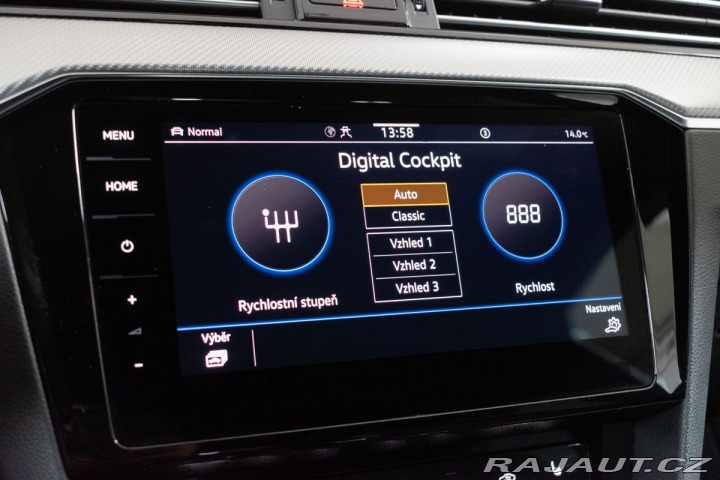 MENU
HOME
Normal
13:58
14.0°C
Digital Cockpit
Auto
Classic
Vzhled 1
Vzhled 2
Vzhled 3
888
Rychlostní stupeň
Rychlost
Výběr
Nastavení
RAJAUT.CZ